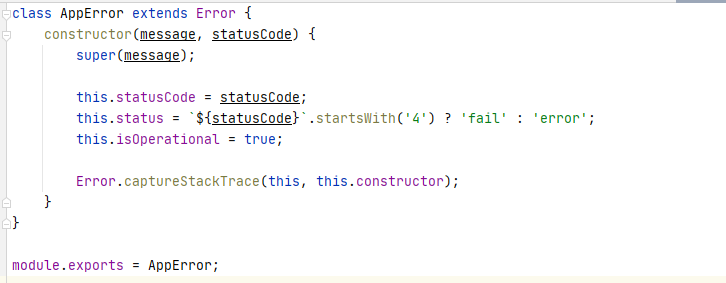 class AppError extends Error {
    constructor(message, statusCode) {
        super(message);

        this.statusCode = statusCode;
        this.status = `${statusCode}`.startsWith('4') ? 'fail' : 'error';
        this.isOperational = true;

        Error.captureStackTrace(this, this.constructor);
    }
}

module.exports = AppError;